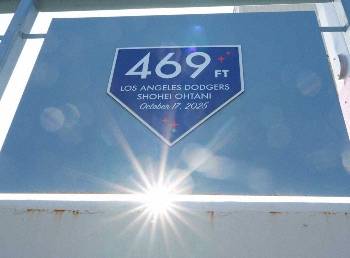 469 FT
LOS ANGELES DODGERS
SHOHEI OHTANI
October 17, 2025